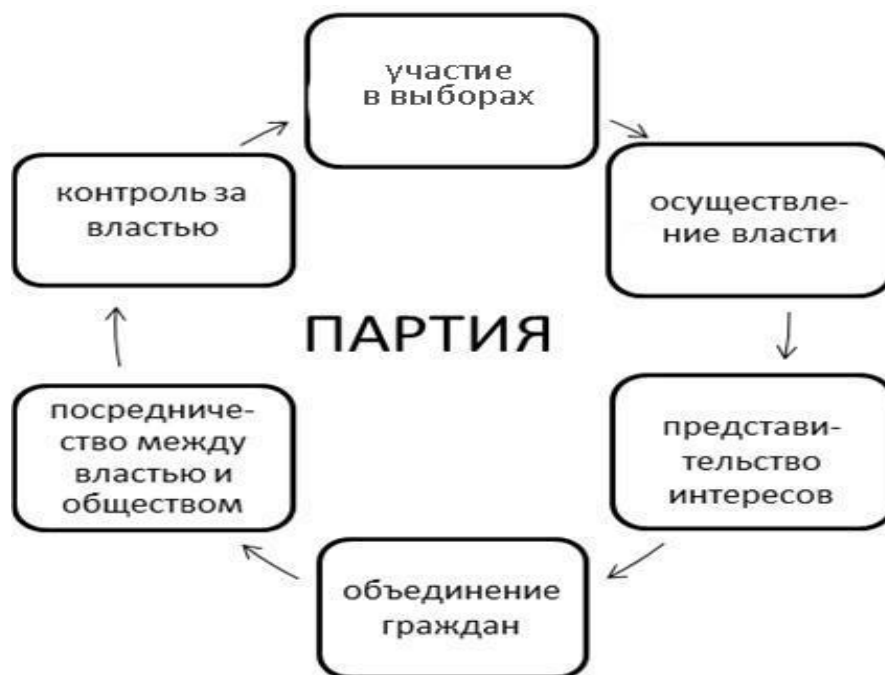 участие
в выборах
осуществле-
ние власти
представи-
тельство
интересов
объединение
граждан
посредниче-
ство между
властью и
обществом
контроль за
властью
ПАРТИЯ